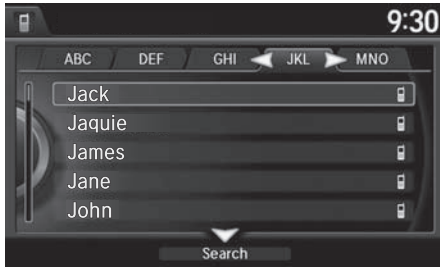 9:30
ABC DEF GHI JKL MNO
Jack
Jaquie
James
Jane
John
Search